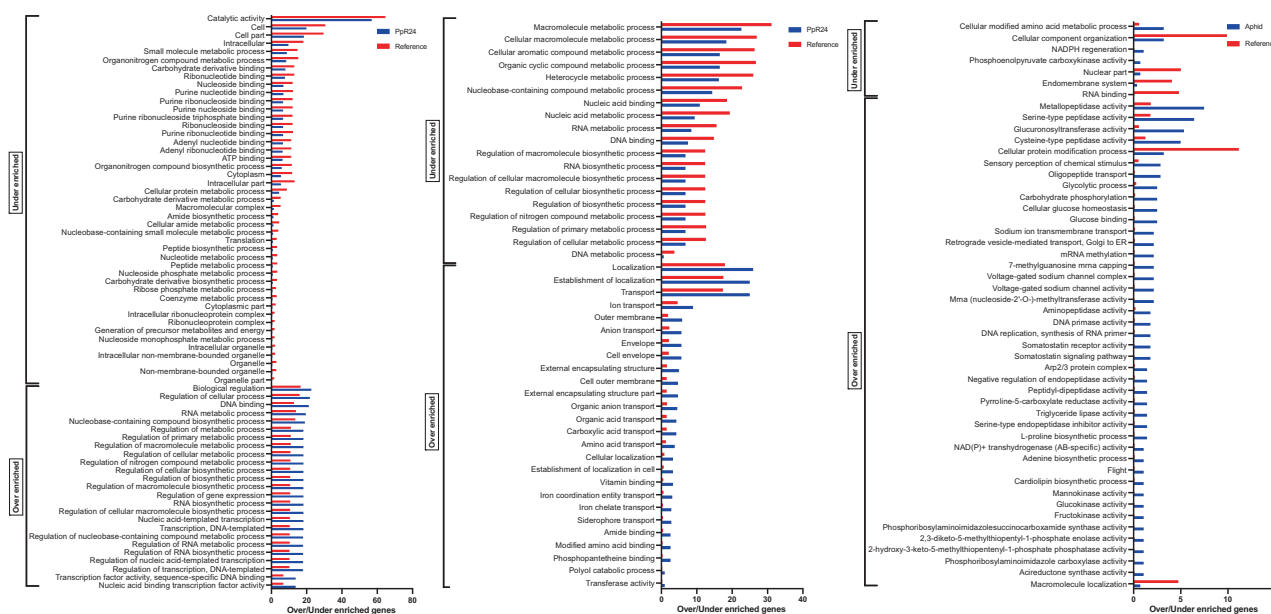 Catalytic activity
Cell
Cell part
Intracellular
Small molecule metabolic process
Organonitrogen compound metabolic process
Carbohydrate derivative binding
Ribonucleotide binding
Nucleoside binding
Purine nucleotide binding
Purine ribonucleoside binding
Purine nucleoside binding
Purine ribonucleoside triphosphate binding
Ribonucleoside binding
Purine ribonucleotide binding
Adenyl nucleotide binding
Adenyl ribonucleotide binding
ATP binding
Organonitrogen compound biosynthetic process
Cytoplasm
Intracellular part
Cellular protein metabolic process
Carbohydrate derivative metabolic process
Macromolecular complex
Amide biosynthetic process
Cellular amide metabolic process
Nucleobase-containing small molecule metabolic process
Translation
Peptide biosynthetic process
Nucleotide metabolic process
Peptide metabolic process
Nucleoside phosphate metabolic process
Carbohydrate derivative biosynthetic process
Ribose phosphate metabolic process
Coenzyme metabolic process
Cytoplasmic part
Intracellular ribonucleoprotein complex
Ribonucleoprotein complex
Generation of precursor metabolites and energy
Nucleoside monophosphate metabolic process
Intracellular organelle
Intracellular non-membrane-bounded organelle
Organelle
Non-membrane-bounded organelle
Organelle part
Biological regulation
Regulation of cellular process
DNA binding
RNA metabolic process
Nucleobase-containing compound biosynthetic process
Regulation of metabolic process
Regulation of primary metabolic process
Regulation of macromolecule metabolic process
Regulation of cellular metabolic process
Regulation of nitrogen compound metabolic process
Regulation of cellular biosynthetic process
Regulation of biosynthetic process
Regulation of macromolecule biosynthetic process
Regulation of gene expression
RNA biosynthetic process
Regulation of cellular macromolecule biosynthetic process
Nucleic acid-templated transcription
Transcription, DNA-templated
Regulation of nucleobase-containing compound metabolic process
Regulation of RNA metabolic process
Regulation of RNA biosynthetic process
Regulation of nucleic acid-templated transcription
Regulation of transcription, DNA-templated
Transcription factor activity, sequence-specific DNA binding
Nucleic acid binding transcription factor activity
Under enriched
Over enriched
PpR24
Reference
0 20 40 60 80
Over/Under enriched genes
Macromolecule metabolic process
Cellular macromolecule metabolic process
Cellular aromatic compound metabolic process
Organic cyclic compound metabolic process
Heterocycle metabolic process
Nucleobase-containing compound metabolic process
Nucleic acid binding
Nucleic acid metabolic process
RNA metabolic process
DNA binding
Regulation of macromolecule biosynthetic process
RNA biosynthetic process
Regulation of cellular macromolecule biosynthetic process
Regulation of cellular biosynthetic process
Regulation of biosynthetic process
Regulation of nitrogen compound metabolic process
Regulation of primary metabolic process
Regulation of cellular metabolic process
DNA metabolic process
Localization
Establishment of localization
Transport
Ion transport
Outer membrane
Anion transport
Envelope
Cell envelope
External encapsulating structure
Cell outer membrane
External encapsulating structure part
Organic anion transport
Organic acid transport
Carboxylic acid transport
Amino acid transport
Cellular localization
Establishment of localization in cell
Vitamin binding
Iron coordination entity transport
Iron chelate transport
Siderophore transport
Amide binding
Modified amino acid binding
Phosphopantetheine binding
Polyol catabolic process
Transferase activity
Under enriched
Over enriched
PpR24
Reference
0 10 20 30 40
Over/Under enriched genes
Cellular modified amino acid metabolic process
Cellular component organization
NADPH regeneration
Phosphoenolpyruvate carboxykinase activity
Nuclear part
Endomembrane system
RNA binding
Metallopeptidase activity
Serine-type peptidase activity
Glucuronosyltransferase activity
Cysteine-type peptidase activity
Cellular protein modification process
Sensory perception of chemical stimulus
Oligopeptide transport
Glycolytic process
Carbohydrate phosphorylation
Cellular glucose homeostasis
Glucose binding
Sodium ion transmembrane transport
Retrograde vesicle-mediated transport, Golgi to ER
mRNA methylation
7-methylguanosine mrna capping
Voltage-gated sodium channel complex
Voltage-gated sodium channel activity
Mrna (nucleoside-2'-O-)-methyltransferase activity
Aminopeptidase activity
DNA primase activity
DNA replication, synthesis of RNA primer
Somatostatin receptor activity
Somatostatin signaling pathway
Arp2/3 protein complex
Negative regulation of endopeptidase activity
Peptidyl-dipeptidase activity
Pyrroline-5-carboxylate reductase activity
Triglyceride lipase activity
Serine-type endopeptidase inhibitor activity
L-proline biosynthetic process
NAD(P)+ transhydrogenase (AB-specific) activity
Adenine biosynthetic process
Flight
Cardiolipin biosynthetic process
Mannokinase activity
Glucokinase activity
Fructokinase activity
Phosphoribosylaminoimidazolesuccinocarboxamide synthase activity
2,3-diketo-5-methylthiopentyl-1-phosphate enolase activity
2-hydroxy-3-keto-5-methylthiopentenyl-1-phosphate phosphatase activity
Phosphoribosylaminoimidazole carboxylase activity
Acireductone synthase activity
Macromolecule localization
Under enriched
Over enriched
Aphid
Reference
0 5 10
Over/Under enriched genes